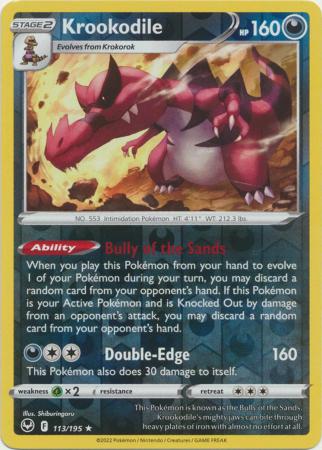 STAGE 2 Krookodile HP 160
Evolves from Krokorok
NO. 553 Intimidation Pokémon HT: 4'11" WT: 212.3 lbs.
Ability Bully of the Sands
When you play this Pokémon from your hand to evolve
1 of your Pokémon during your turn, you may discard a
random card from your opponent's hand. If this Pokémon
is your Active Pokémon and is Knocked Out by damage
from an opponent's attack, you may discard a random
card from your opponent's hand.
Double-Edge 160
This Pokémon also does 30 damage to itself.
weakness ×2 resistance retreat
Illus. Shiburingaru
F 113/195 ★
This Pokémon is known as the Bully of the Sands.
Krookodile's mighty jaws can bite through
heavy plates of iron with almost no effort at all.
©2022 Pokémon / Nintendo / Creatures / GAME FREAK